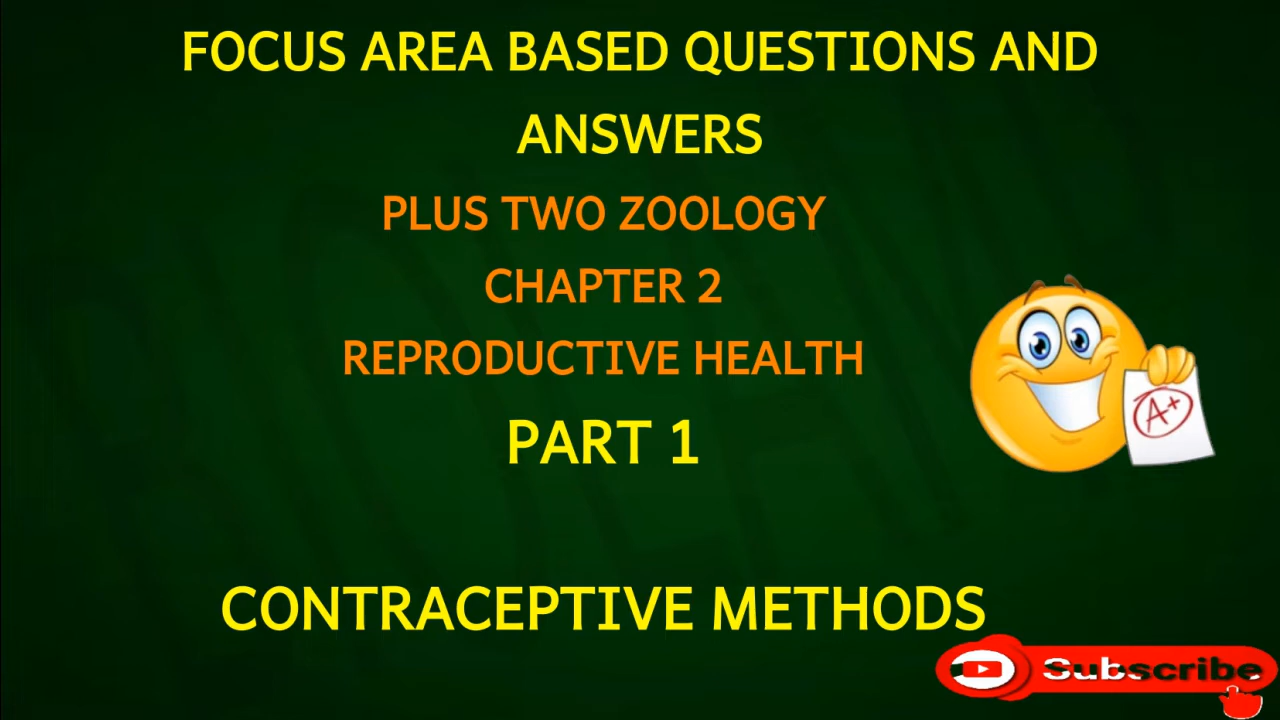 FOCUS AREA BASED QUESTIONS AND
ANSWERS
PLUS TWO ZOOLOGY
CHAPTER 2
REPRODUCTIVE HEALTH
A+
PART 1
CONTRACEPTIVE METHODS
Subscribe